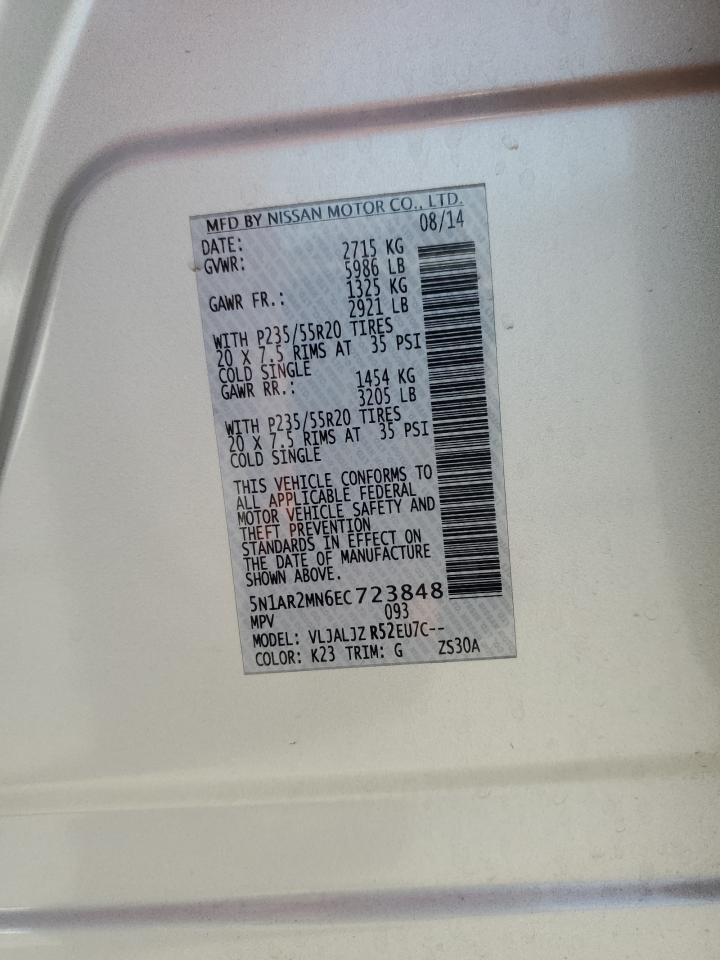 MFD BY NISSAN MOTOR CO., LTD.
DATE: 08/14
GVWR: 2715 KG
5986 LB
GAWR FR.: 1325 KG
2921 LB
WITH P235/55R20 TIRES
20 X 7.5 RIMS AT 35 PSI
COLD SINGLE
GAWR RR.: 1454 KG
3205 LB
WITH P235/55R20 TIRES
20 X 7.5 RIMS AT 35 PSI
COLD SINGLE
THIS VEHICLE CONFORMS TO
ALL APPLICABLE FEDERAL
MOTOR VEHICLE SAFETY AND
THEFT PREVENTION
STANDARDS IN EFFECT ON
THE DATE OF MANUFACTURE
SHOWN ABOVE.
5N1AR2MN6EC723848
MPV 093
MODEL: VLJALJZ R52EU7C--
COLOR: K23 TRIM: G ZS30A